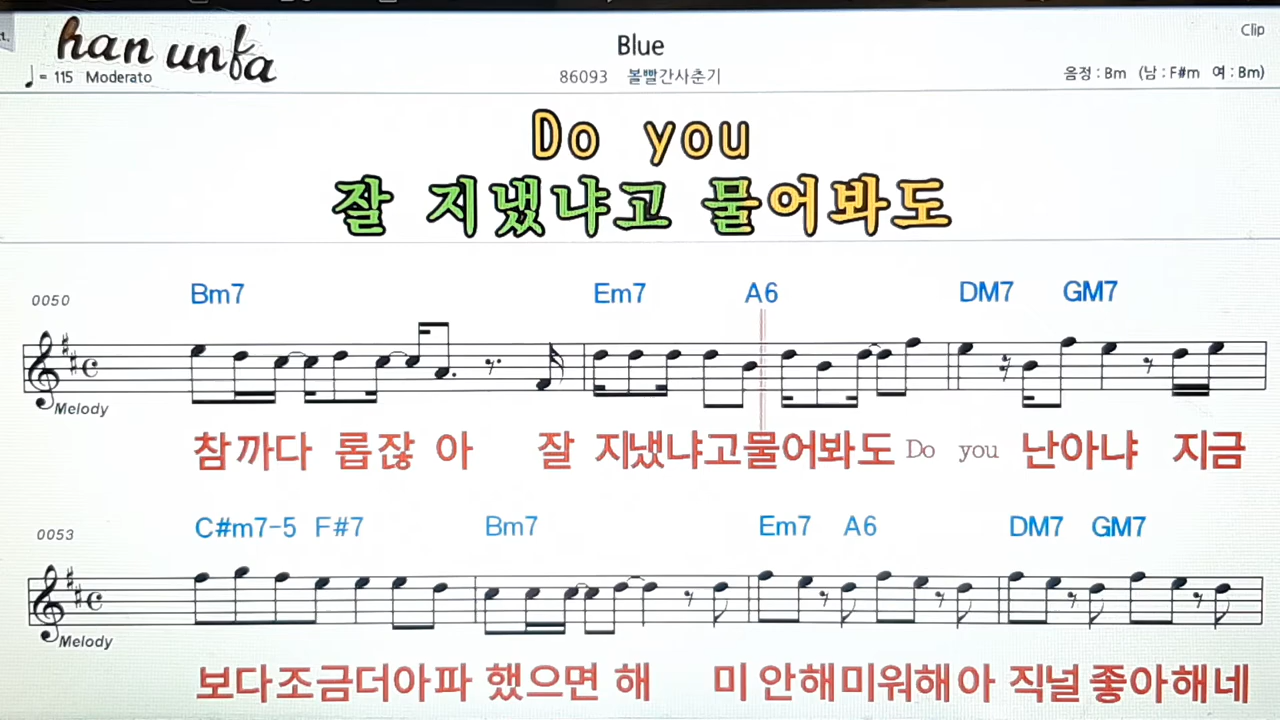 han unfa
Blue
Clip
♩= 115 Moderato
86093 볼빨간사춘기
음정 : Bm (남 : F#m 여 : Bm)
Do you
잘 지냈냐고 물어봐도
0050
Bm7 Em7 A6 DM7 GM7
Melody
참까다 롭잖 아 잘 지냈냐고물어봐도 Do you 난아냐 지금
0053
C#m7-5 F#7 Bm7 Em7 A6 DM7 GM7
Melody
보다조금더아파 했으면 해 미 안해미워해아 직널 좋아해네